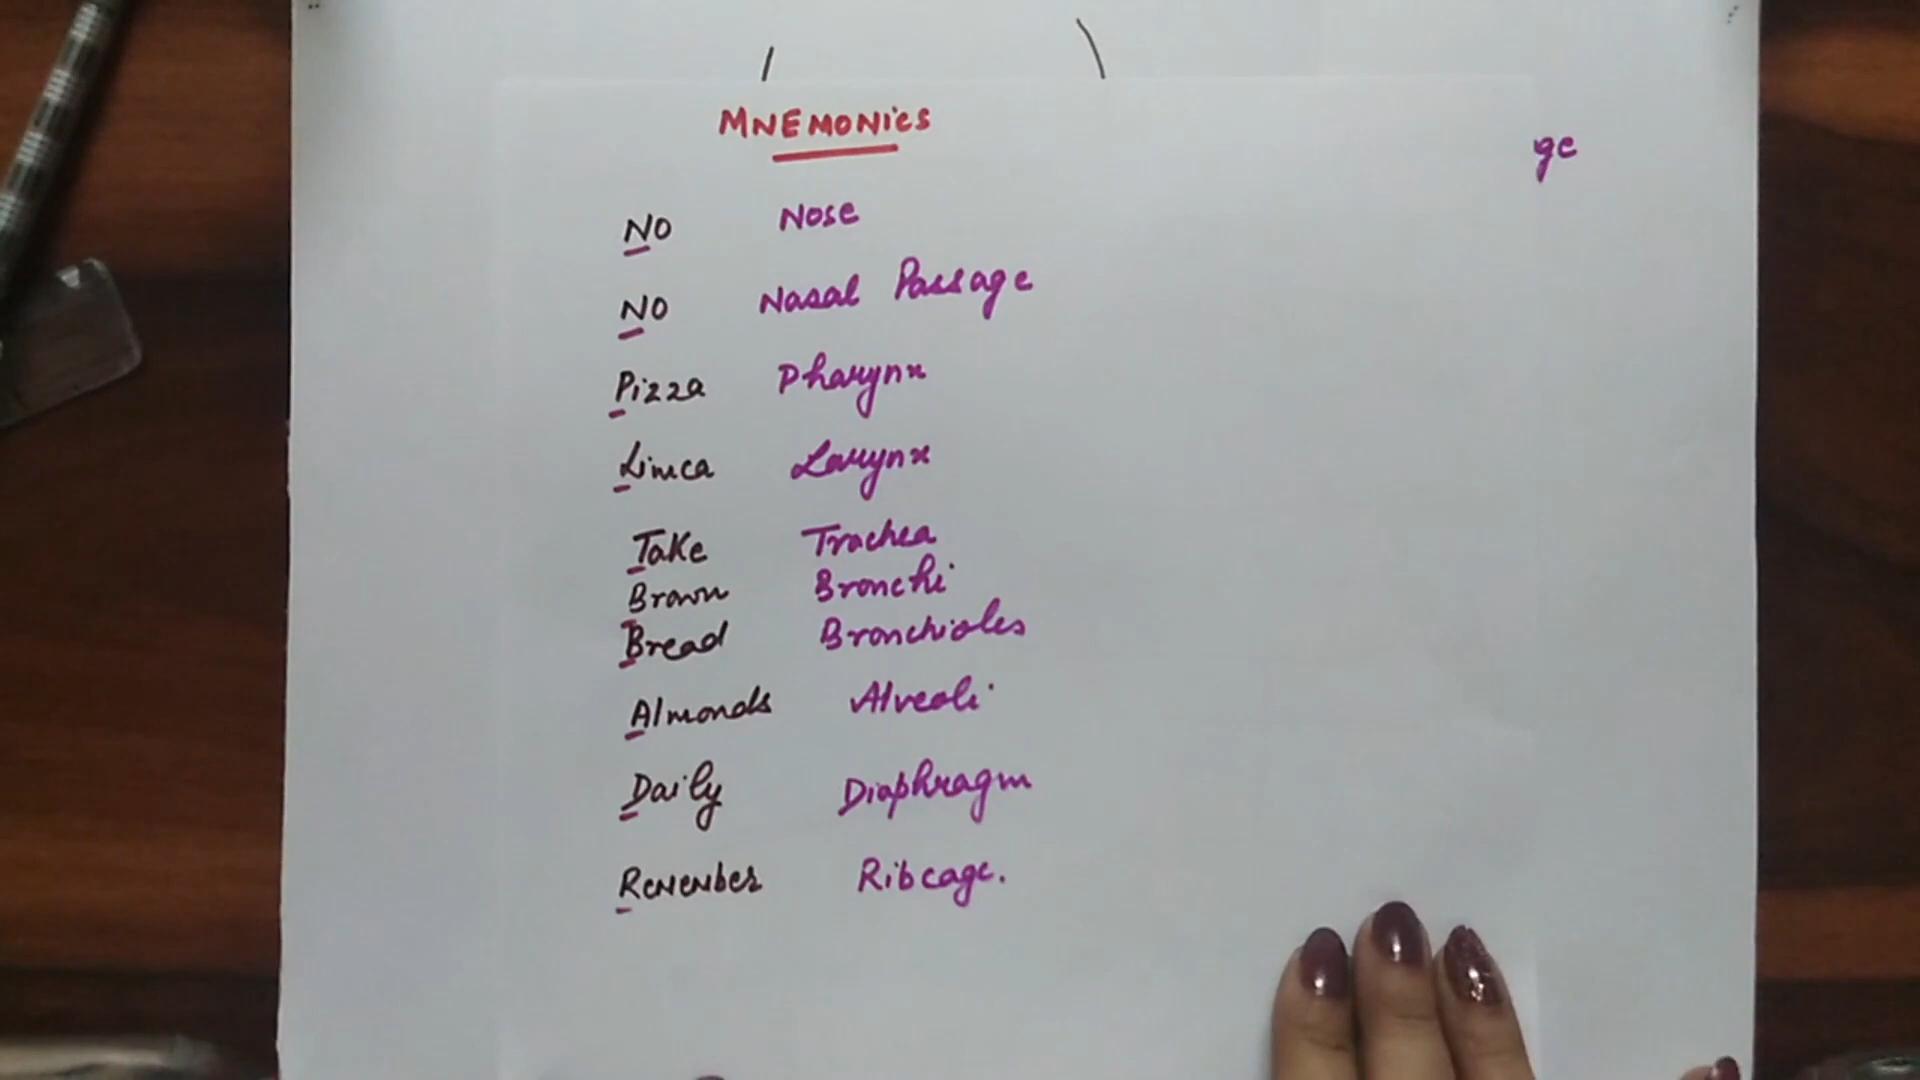 MNEMONICS
ge
No Nose
No Nasal Passage
Pizza Pharynx
Limca Larynx
Take Trachea
Brown Bronchi
Bread Bronchioles
Almonds Alveoli
Daily Diaphragm
Remember Ribcage.